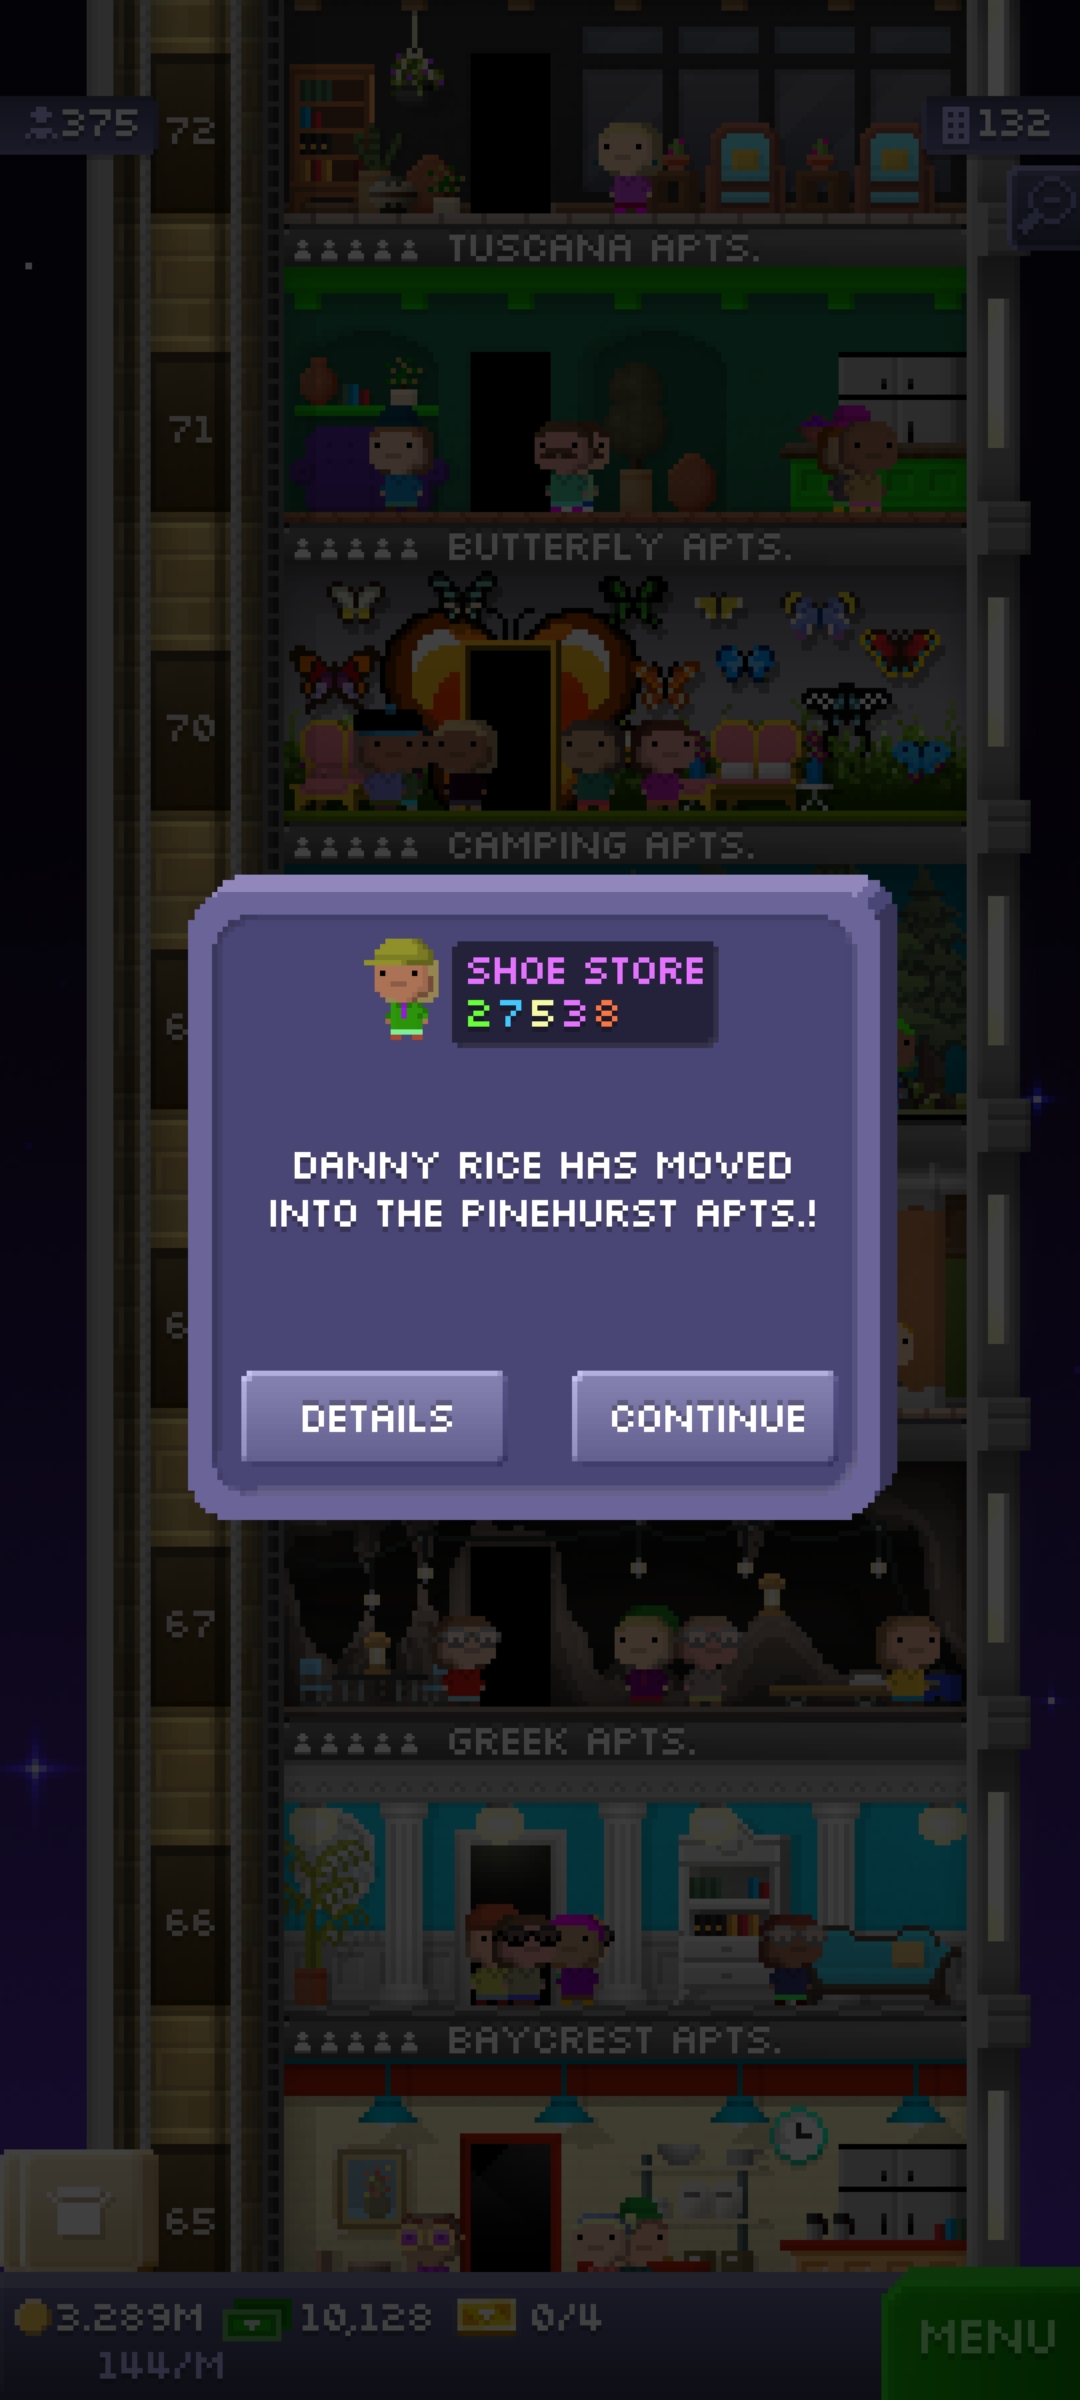 375
72
132
TUSCANA APTS.
71
BUTTERFLY APTS.
70
CAMPING APTS.
SHOE STORE
27538
6
DANNY RICE HAS MOVED
INTO THE PINEHURST APTS.!
6
DETAILS
CONTINUE
67
GREEK APTS.
66
BAYCREST APTS.
65
3.289M
10,128
0/4
MENU
144/M